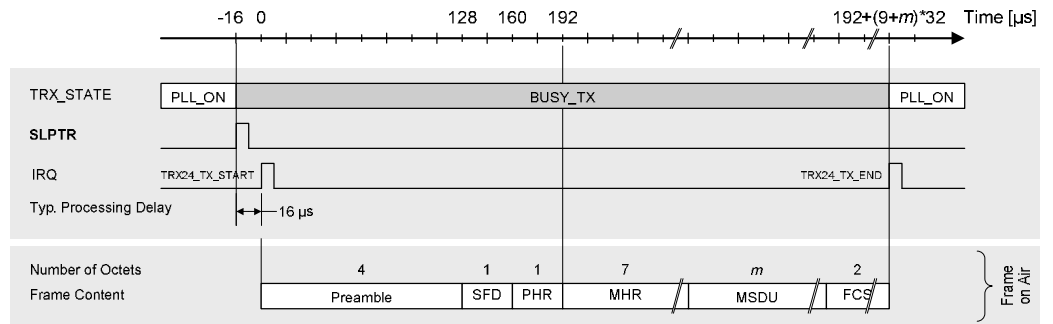 -16 0 128 160 192 192+(9+m)*32 Time [µs]
TRX_STATE PLL_ON BUSY_TX PLL_ON
SLPTR
IRQ TRX24_TX_START TRX24_TX_END
Typ. Processing Delay 16 µs
Number of Octets 4 1 1 7 m 2
Frame Content Preamble SFD PHR MHR MSDU FCS
Frame
on Air